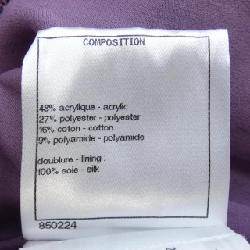 COMPOSITION
48% acrylique - acrylic
27% polyester - polyester
16% coton - cotton
9% polyamide - polyamide
doublure - lining :
100% soie - silk
850224